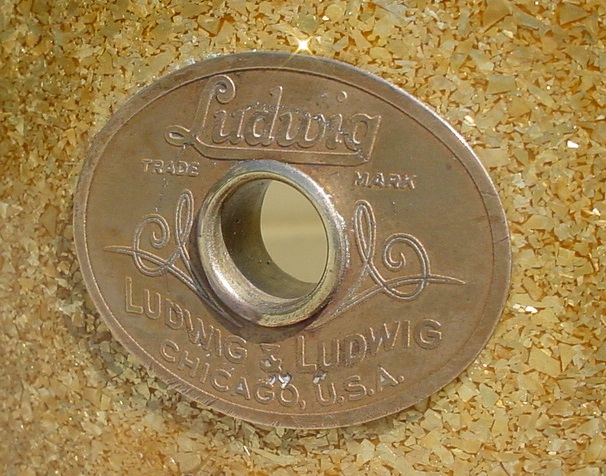 Ludwig
TRADE MARK
LUDWIG & LUDWIG
CHICAGO, U.S.A.